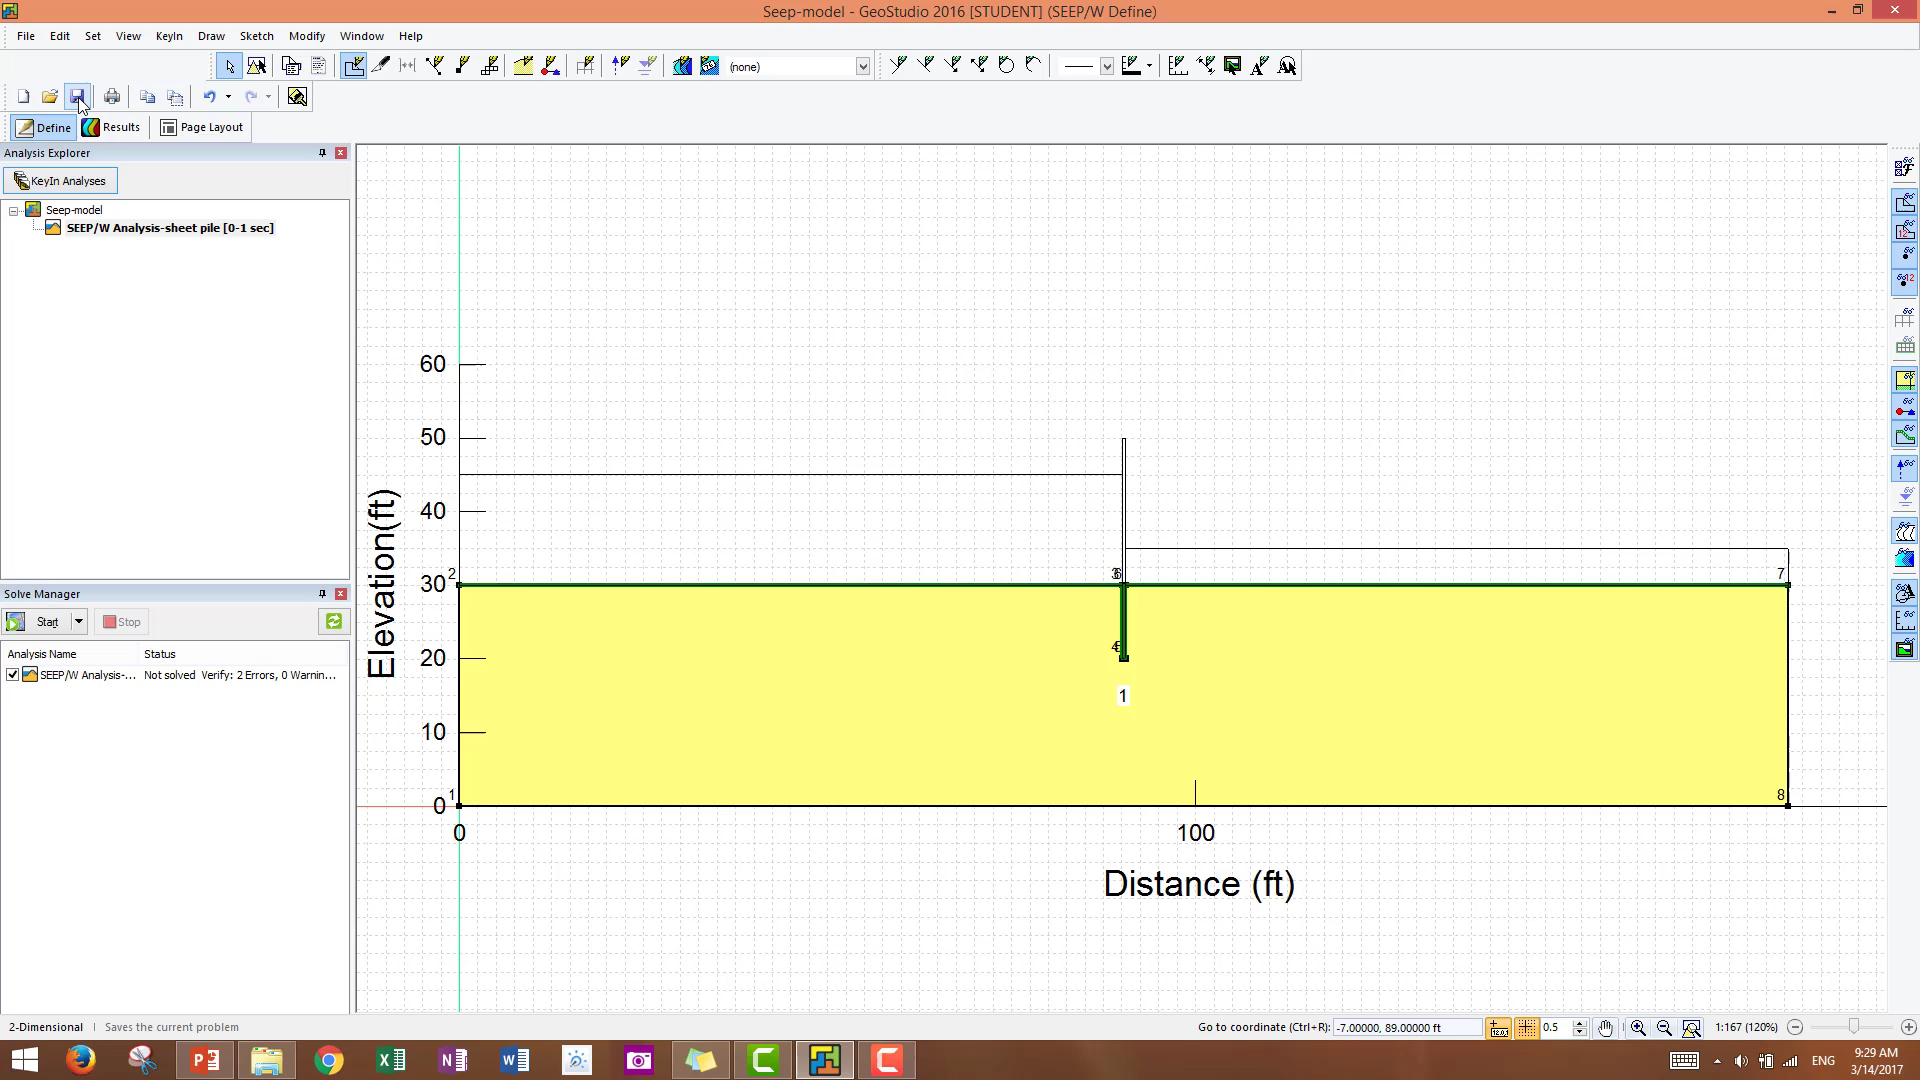 Seep-model - GeoStudio 2016 [STUDENT] (SEEP/W Define)
File Edit Set View KeyIn Draw Sketch Modify Window Help
(none)
Define Results Page Layout
Analysis Explorer
KeyIn Analyses
Seep-model
SEEP/W Analysis-sheet pile [0-1 sec]
Solve Manager
Start Stop
Analysis Name Status
SEEP/W Analysis-... Not solved Verify: 2 Errors, 0 Warnin...
60
50
40
30
20
10
0
Elevation(ft)
2
3
6
7
4
5
1
1
8
0
100
Distance (ft)
2-Dimensional Saves the current problem
Go to coordinate (Ctrl+R): -7.00000, 89.00000 ft
0.5
1:167 (120%)
ENG
9:29 AM
3/14/2017